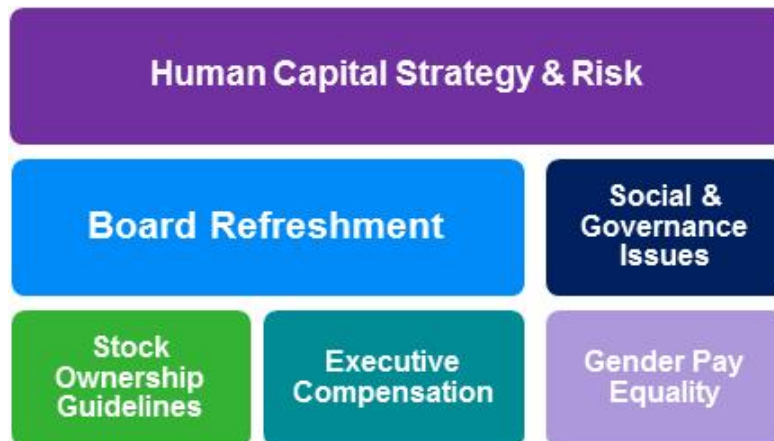 Human Capital Strategy & Risk
Board Refreshment
Social &
Governance
Issues
Stock
Ownership
Guidelines
Executive
Compensation
Gender Pay
Equality